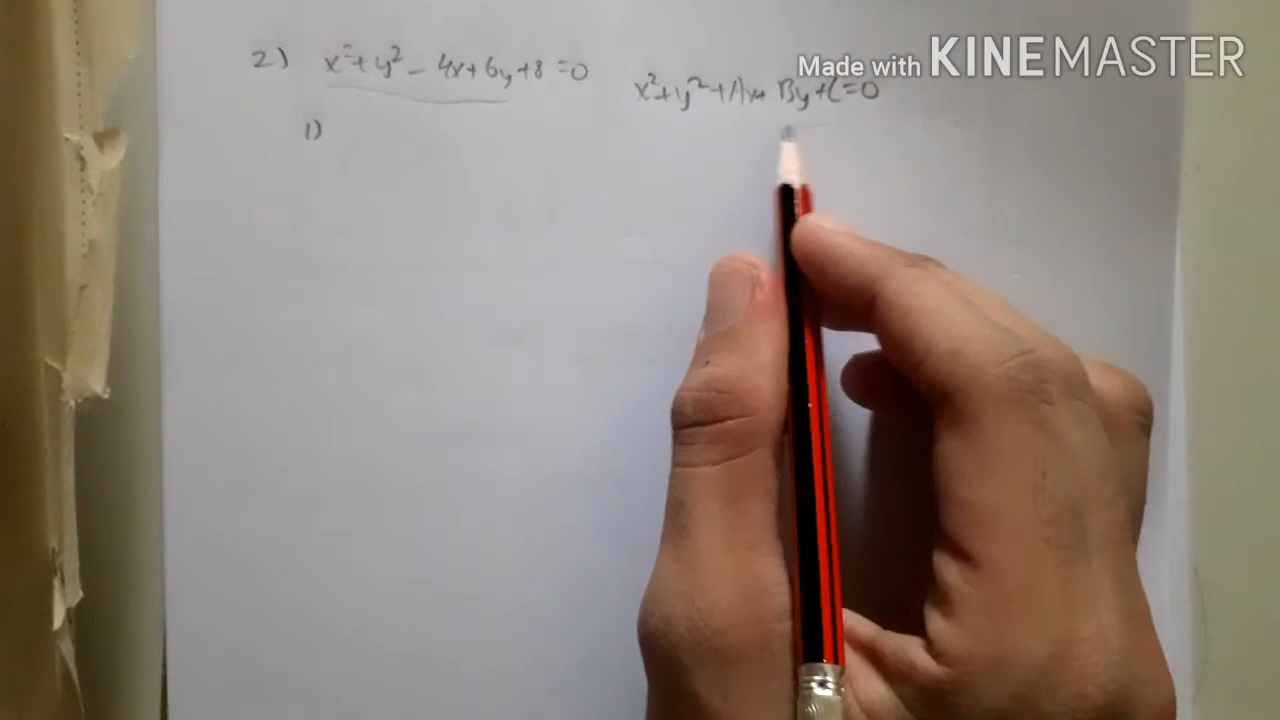 Made with KINEMASTER
2) x²+y²-4x+6y+8=0
x²+y²+Ax+By+C=0
1)